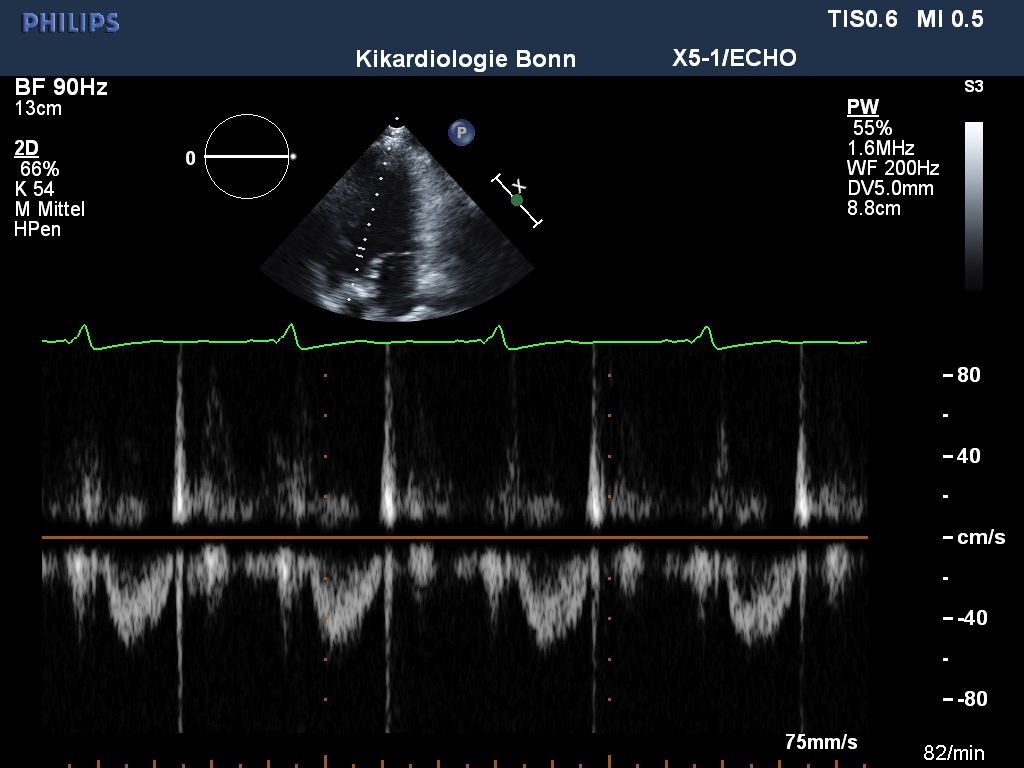 PHILIPS
TIS0.6 MI 0.5
Kikardiologie Bonn X5-1/ECHO
BF 90Hz
13cm
2D
66%
K 54
M Mittel
HPen
0
P
X
S3
PW
55%
1.6MHz
WF 200Hz
DV5.0mm
8.8cm
80
40
cm/s
-40
-80
75mm/s
82/min